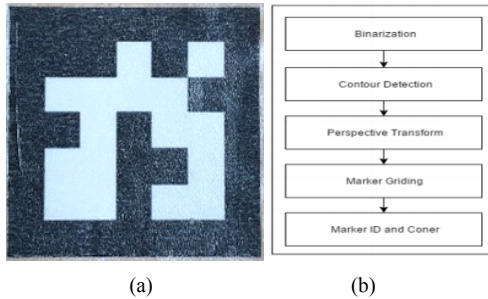 Binarization
Contour Detection
Perspective Transform
Marker Griding
Marker ID and Coner
(a)
(b)